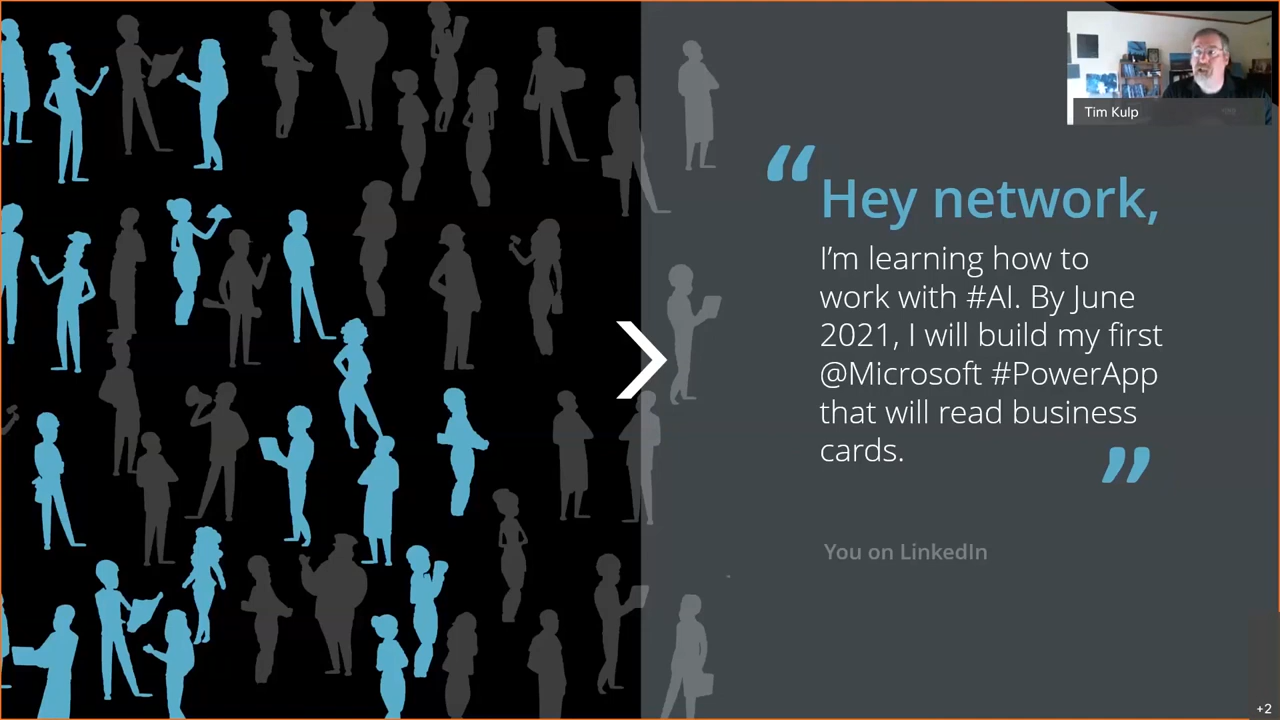 Tim Kulp
“Hey network,
I’m learning how to
work with #AI. By June
2021, I will build my first
@Microsoft #PowerApp
that will read business
cards.”
You on LinkedIn
+2